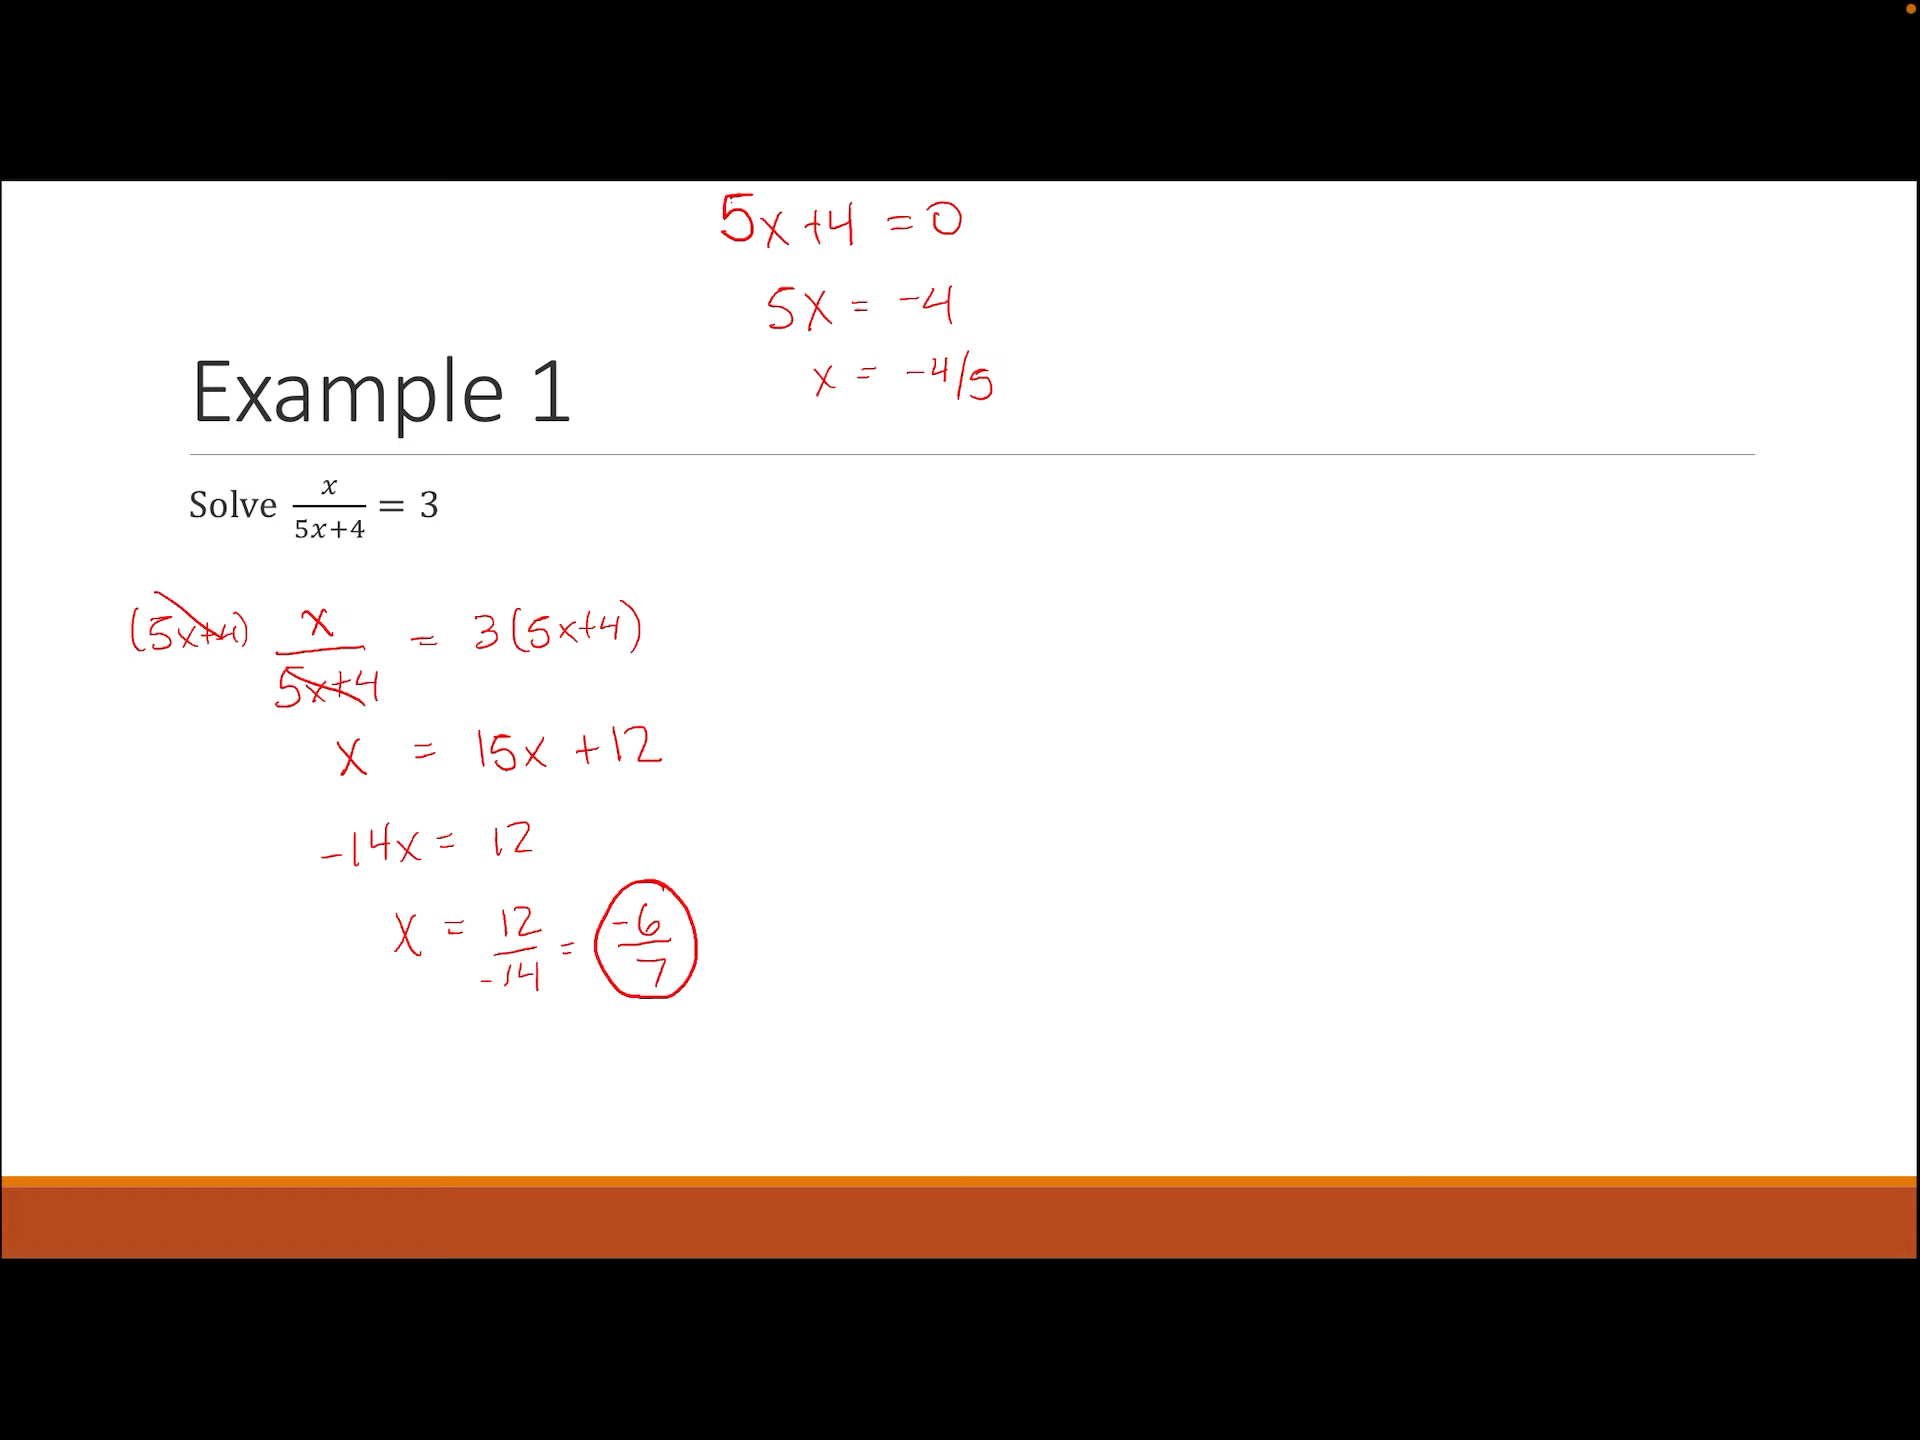 5x+4 = 0
5x = -4
x = -4/5
Example 1
Solve x/(5x+4) = 3
(5x+4) x/(5x+4) = 3(5x+4)
x = 15x +12
-14x = 12
x = 12/-14 = -6/7